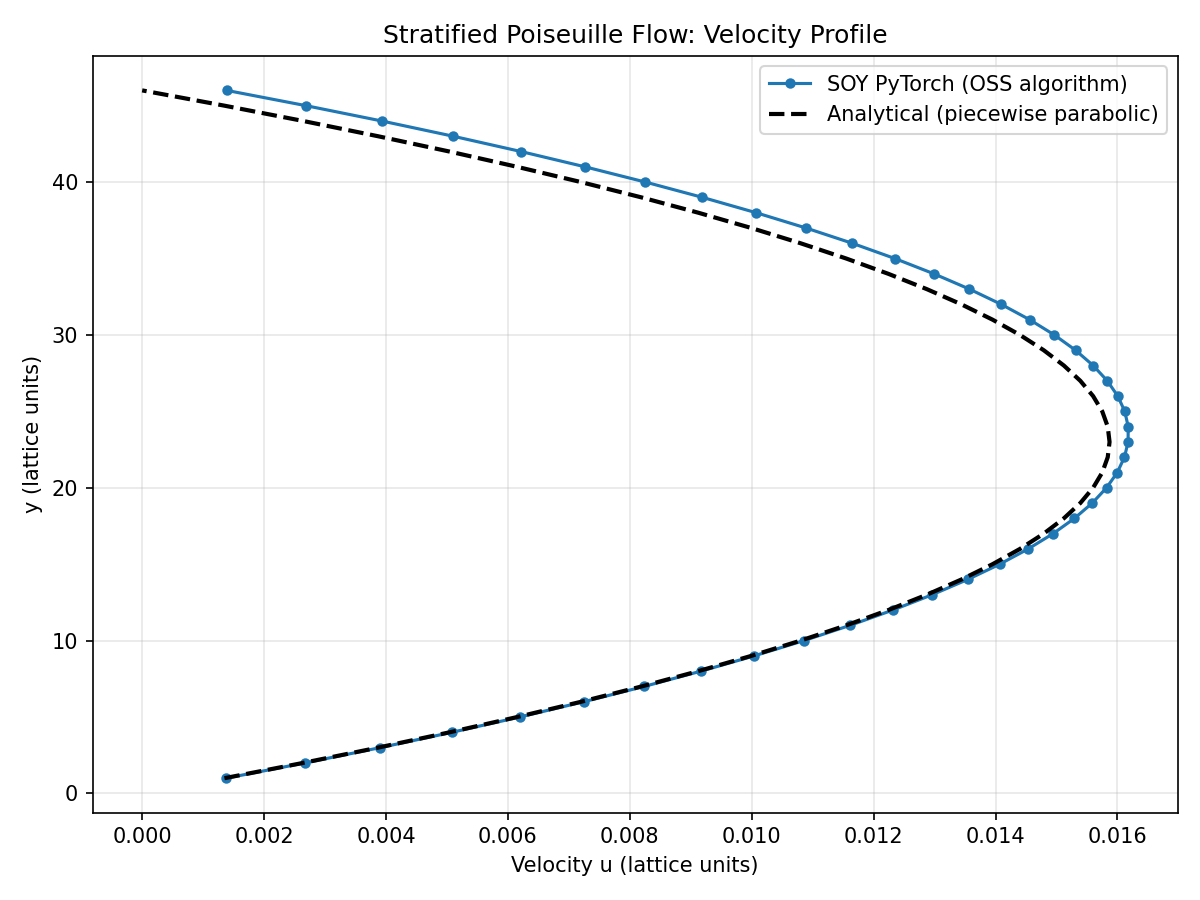 Stratified Poiseuille Flow: Velocity Profile
SOY PyTorch (OSS algorithm)
Analytical (piecewise parabolic)
y (lattice units)
40
30
20
10
0
0.000 0.002 0.004 0.006 0.008 0.010 0.012 0.014 0.016
Velocity u (lattice units)